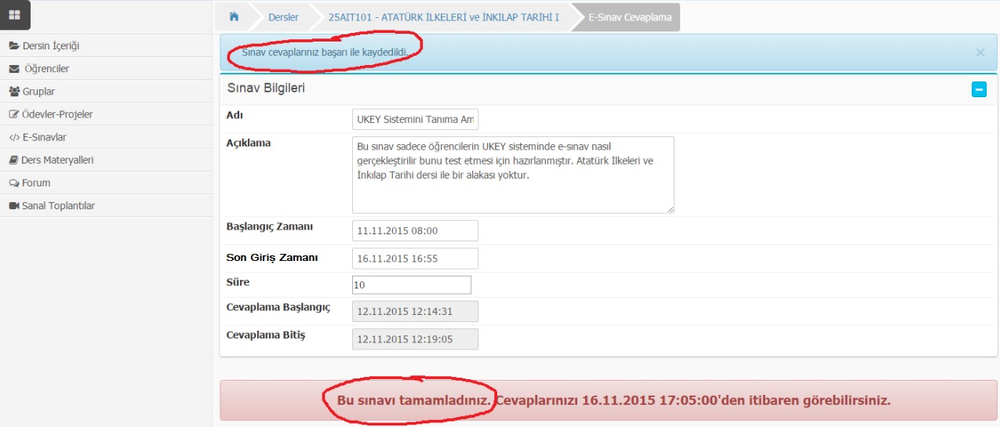 Dersler
25AIT101 - ATATÜRK İLKELERİ ve İNKILAP TARİHİ I
E-Sınav Cevaplama
Dersin İçeriği
Öğrenciler
Gruplar
Ödevler-Projeler
E-Sınavlar
Ders Materyalleri
Forum
Sanal Toplantılar
Sınav cevaplarınız başarı ile kaydedildi.
Sınav Bilgileri
Adı
UKEY Sistemini Tanıma Am
Açıklama
Bu sınav sadece öğrencilerin UKEY sisteminde e-sınav nasıl
gerçekleştirilir bunu test etmesi için hazırlanmıştır. Atatürk İlkeleri ve
İnkılap Tarihi dersi ile bir alakası yoktur.
Başlangıç Zamanı
11.11.2015 08:00
Son Giriş Zamanı
16.11.2015 16:55
Süre
10
Cevaplama Başlangıç
12.11.2015 12:14:31
Cevaplama Bitiş
12.11.2015 12:19:05
Bu sınavı tamamladınız. Cevaplarınızı 16.11.2015 17:05:00'den itibaren görebilirsiniz.